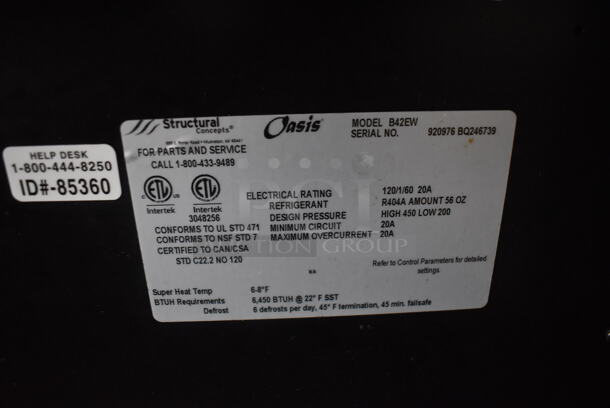 HELP DESK
1-800-444-8250
ID#-85360
Structural
Concepts®
Oasis®
MODEL B42EW
SERIAL NO. 920976 BQ246739
FOR PARTS AND SERVICE
CALL 1-800-433-9489
ETL
ETL
Intertek
Intertek
3048256
CONFORMS TO UL STD 471
CONFORMS TO NSF STD 7
CERTIFIED TO CAN/CSA
STD C22.2 NO 120
ELECTRICAL RATING 120/1/60 20A
REFRIGERANT R404A AMOUNT 56 OZ
DESIGN PRESSURE HIGH 450 LOW 200
MINIMUM CIRCUIT 20A
MAXIMUM OVERCURRENT 20A
Refer to Control Parameters for detailed
settings.
Super Heat Temp 6-8°F
BTUH Requirements 6,450 BTUH @ 22° F SST
Defrost 6 defrosts per day, 45° F termination, 45 min. failsafe
Group